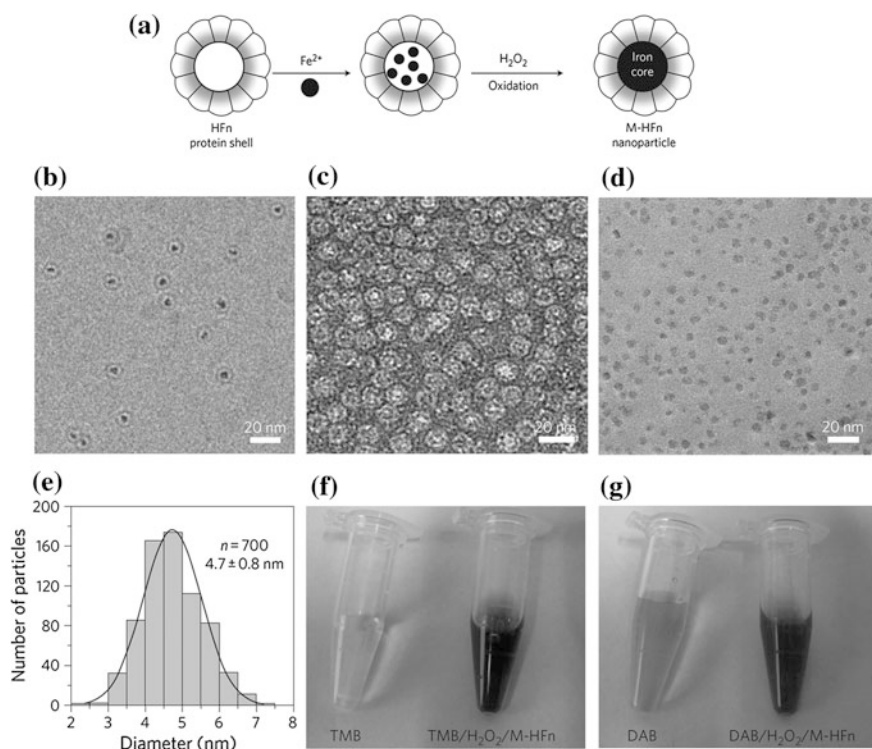 (a)
Fe²⁺
H₂O₂
Oxidation
Iron
core
HFn
protein shell
M-HFn
nanoparticle
(b)
(c)
(d)
20 nm
20 nm
20 nm
(e)
(f)
(g)
Number of particles
200
160
120
80
40
0
n = 700
4.7 ± 0.8 nm
2 3 4 5 6 7 8
Diameter (nm)
TMB
TMB/H₂O₂/M-HFn
DAB
DAB/H₂O₂/M-HFn